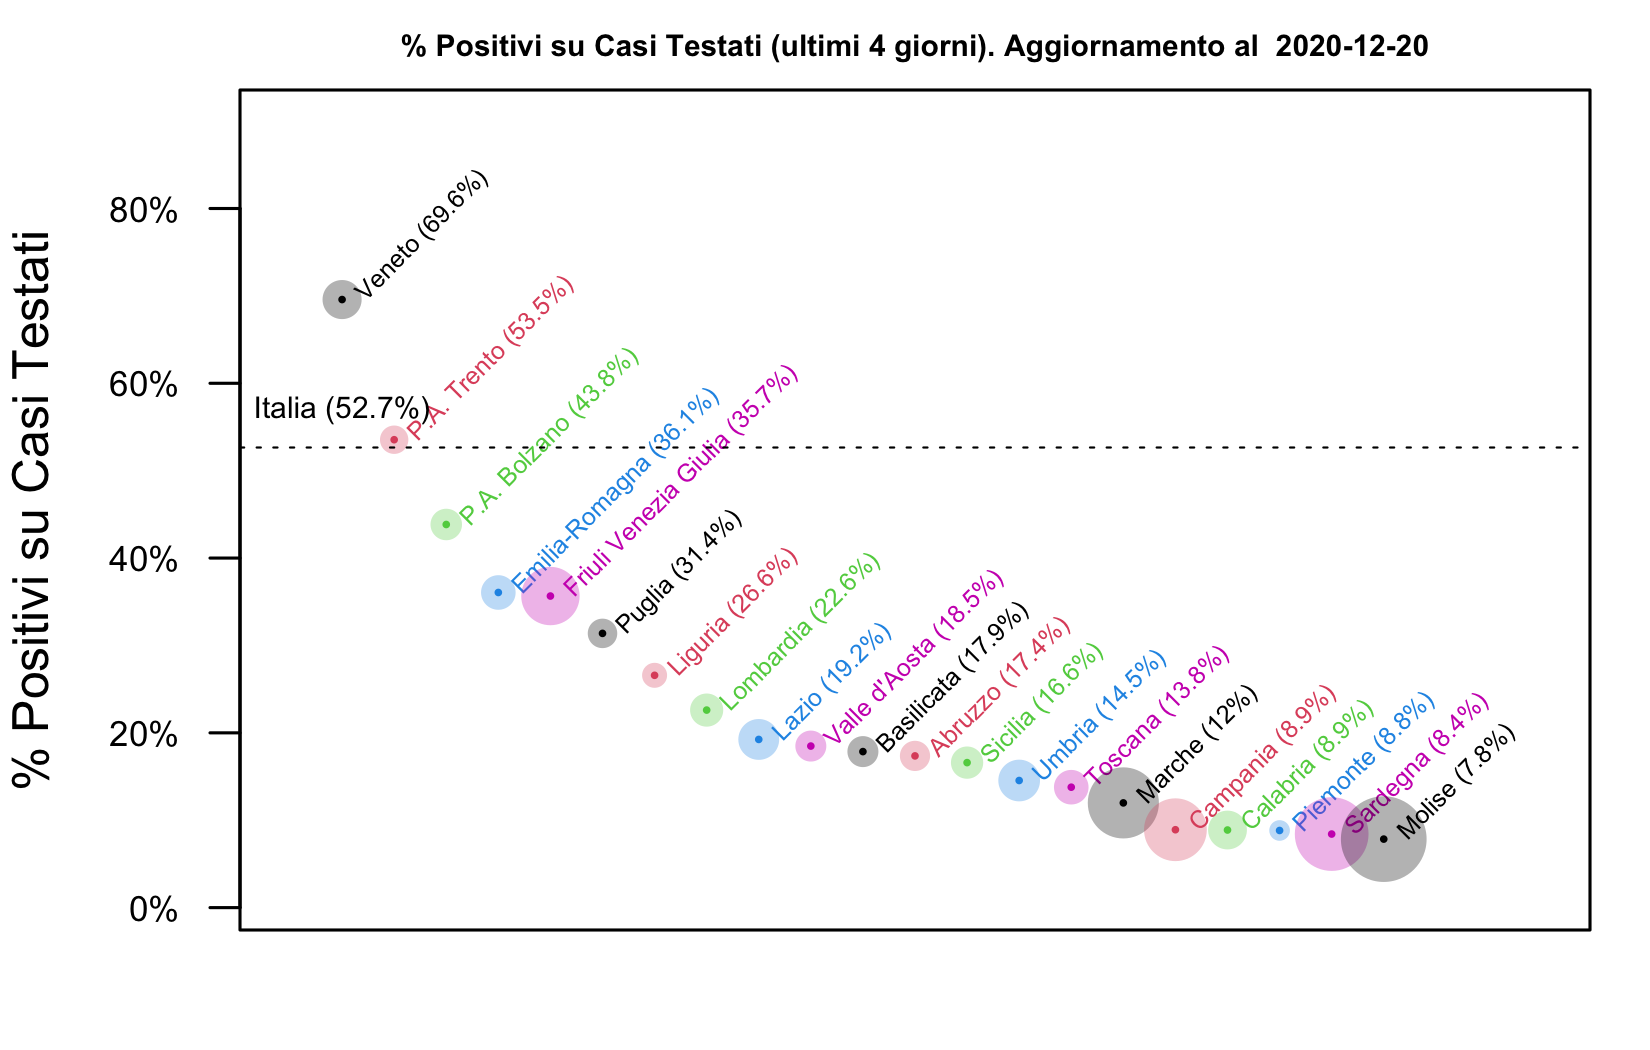 % Positivi su Casi Testati (ultimi 4 giorni). Aggiornamento al  2020-12-20
% Positivi su Casi Testati
80%
60%
40%
20%
0%
Italia (52.7%)
Veneto (69.6%)
P.A. Trento (53.5%)
P.A. Bolzano (43.8%)
Emilia-Romagna (36.1%)
Friuli Venezia Giulia (35.7%)
Puglia (31.4%)
Liguria (26.6%)
Lombardia (22.6%)
Lazio (19.2%)
Valle d'Aosta (18.5%)
Basilicata (17.9%)
Abruzzo (17.4%)
Sicilia (16.6%)
Umbria (14.5%)
Toscana (13.8%)
Marche (12%)
Campania (8.9%)
Calabria (8.9%)
Piemonte (8.8%)
Sardegna (8.4%)
Molise (7.8%)